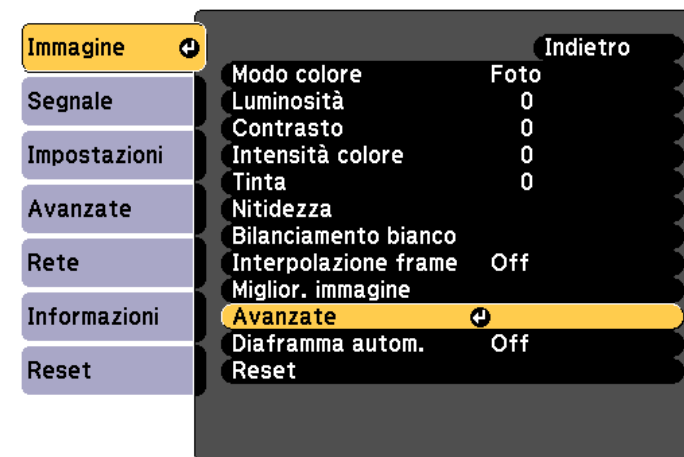 Immagine
Segnale
Impostazioni
Avanzate
Rete
Informazioni
Reset
Indietro
Modo colore Foto
Luminosità 0
Contrasto 0
Intensità colore 0
Tinta 0
Nitidezza
Bilanciamento bianco
Interpolazione frame Off
Miglior. immagine
Avanzate
Diaframma autom. Off
Reset